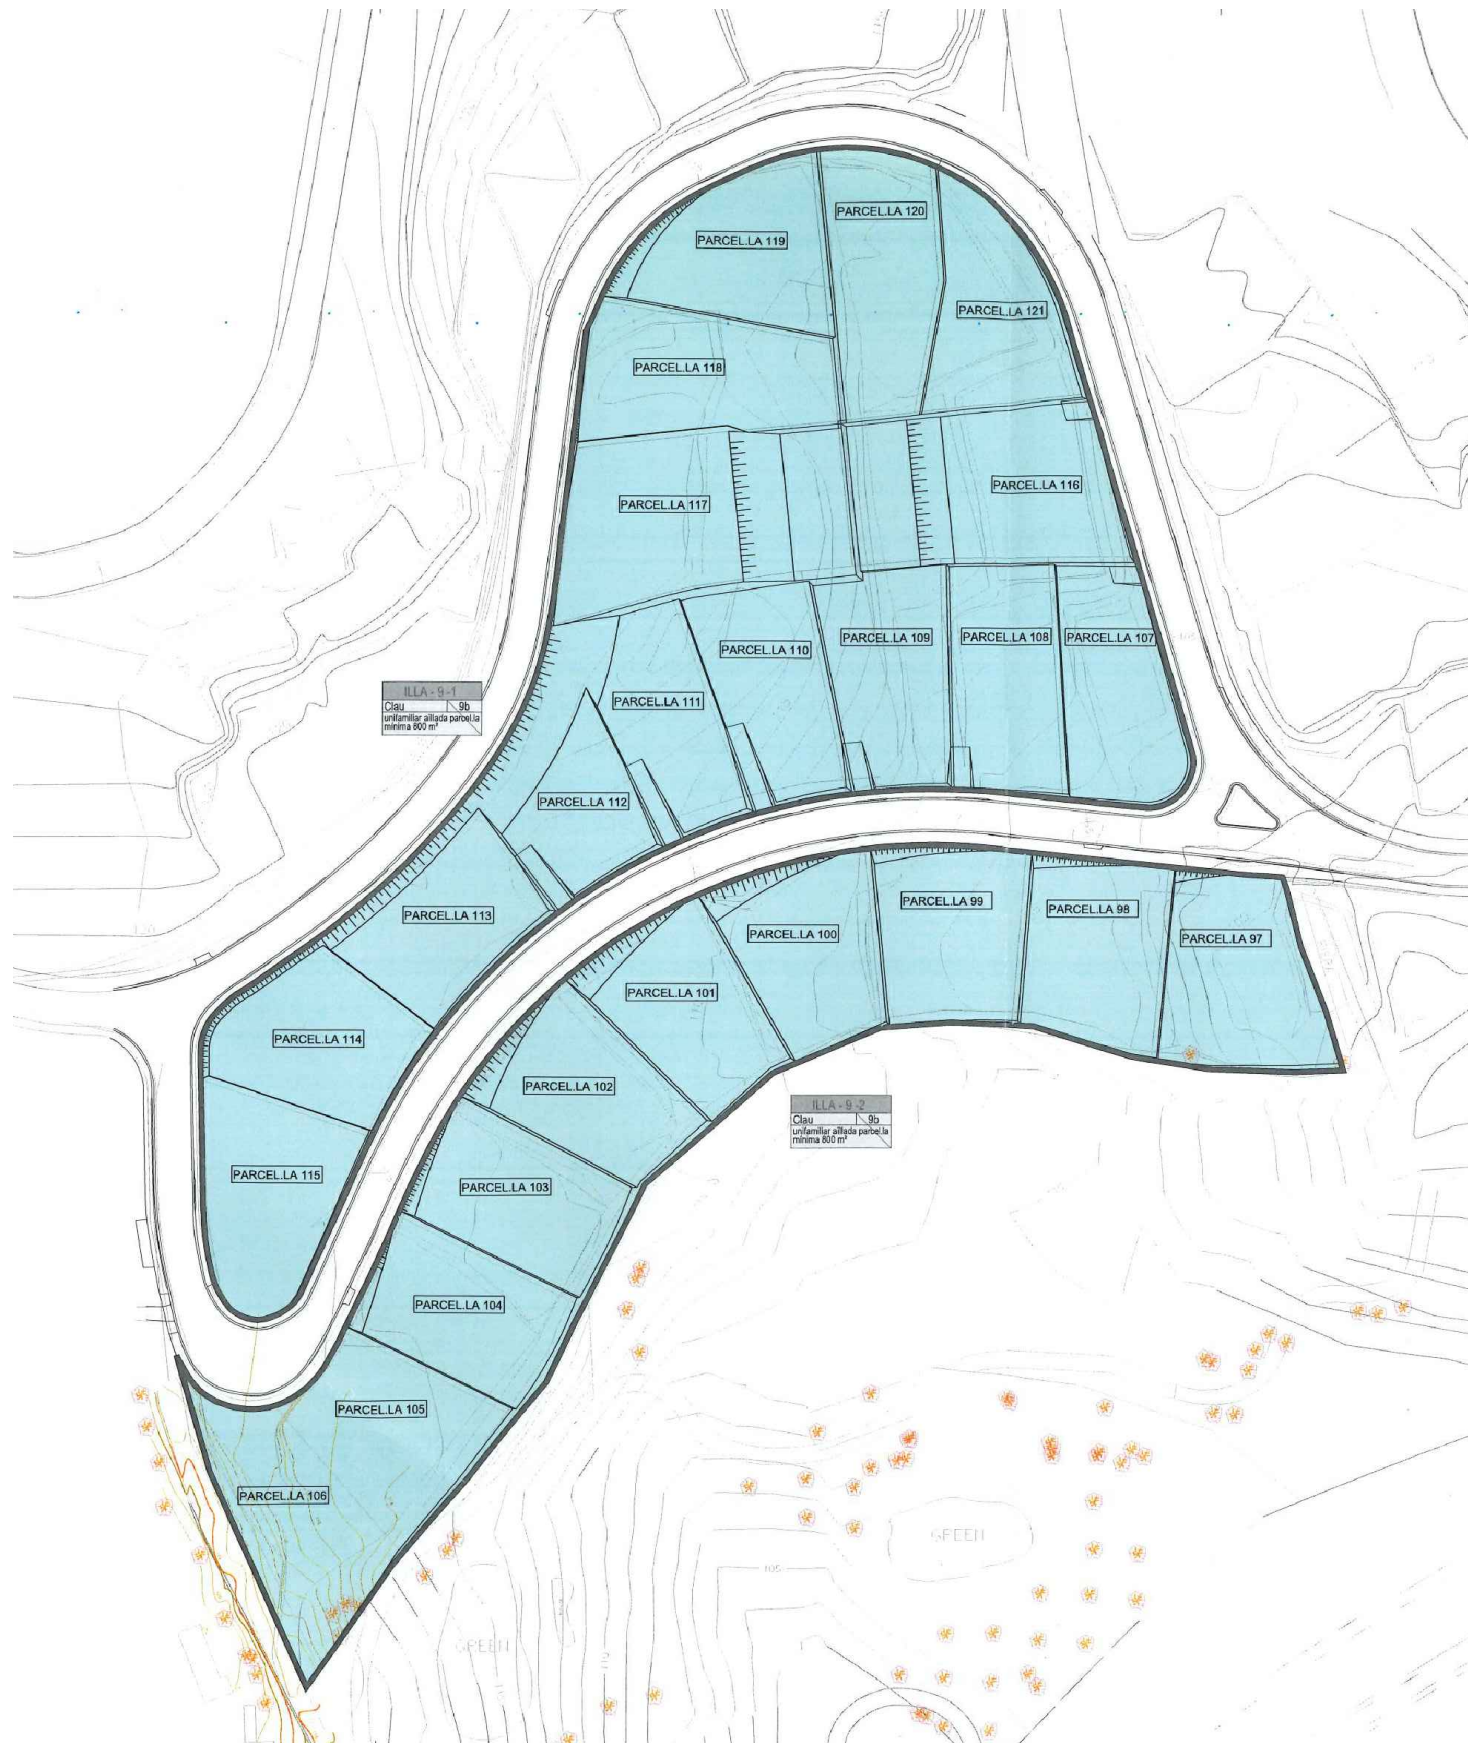 PARCEL.LA 120
PARCEL.LA 119
PARCEL.LA 121
PARCEL.LA 118
PARCEL.LA 116
PARCEL.LA 117
PARCEL.LA 109
PARCEL.LA 108
PARCEL.LA 107
PARCEL.LA 110
PARCEL.LA 111
ILLA - 9 -1
Clau 9b
unifamiliar aïllada parcel.la
mínima 800 m²
PARCEL.LA 112
PARCEL.LA 113
PARCEL.LA 99
PARCEL.LA 98
PARCEL.LA 100
PARCEL.LA 97
PARCEL.LA 101
PARCEL.LA 114
PARCEL.LA 102
ILLA - 9 -2
Clau 9b
unifamiliar aïllada parcel.la
mínima 800 m²
PARCEL.LA 115
PARCEL.LA 103
PARCEL.LA 104
PARCEL.LA 105
PARCEL.LA 106
GREEN
105
GREEN